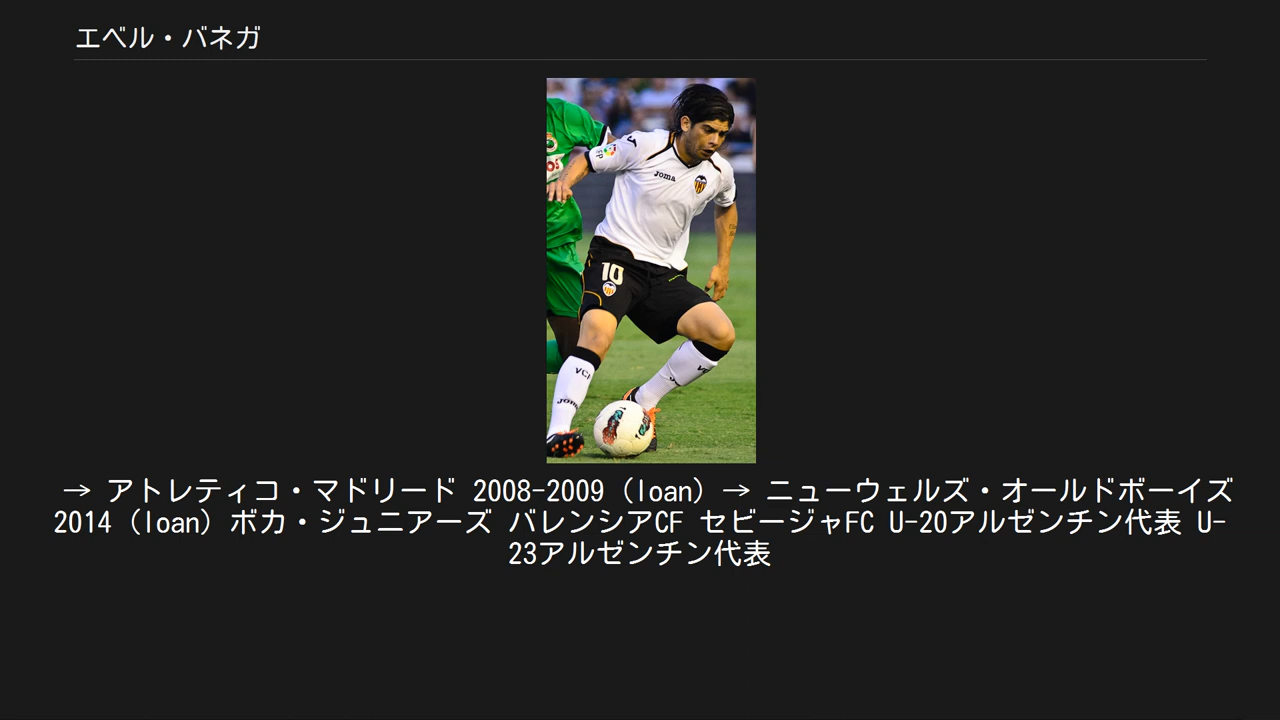 エベル・バネガ
joma
10
→ アトレティコ・マドリード 2008-2009 (loan) → ニューウェルズ・オールドボーイズ
2014 (loan) ボカ・ジュニアーズ バレンシアCF セビージャFC U-20アルゼンチン代表 U-
23アルゼンチン代表